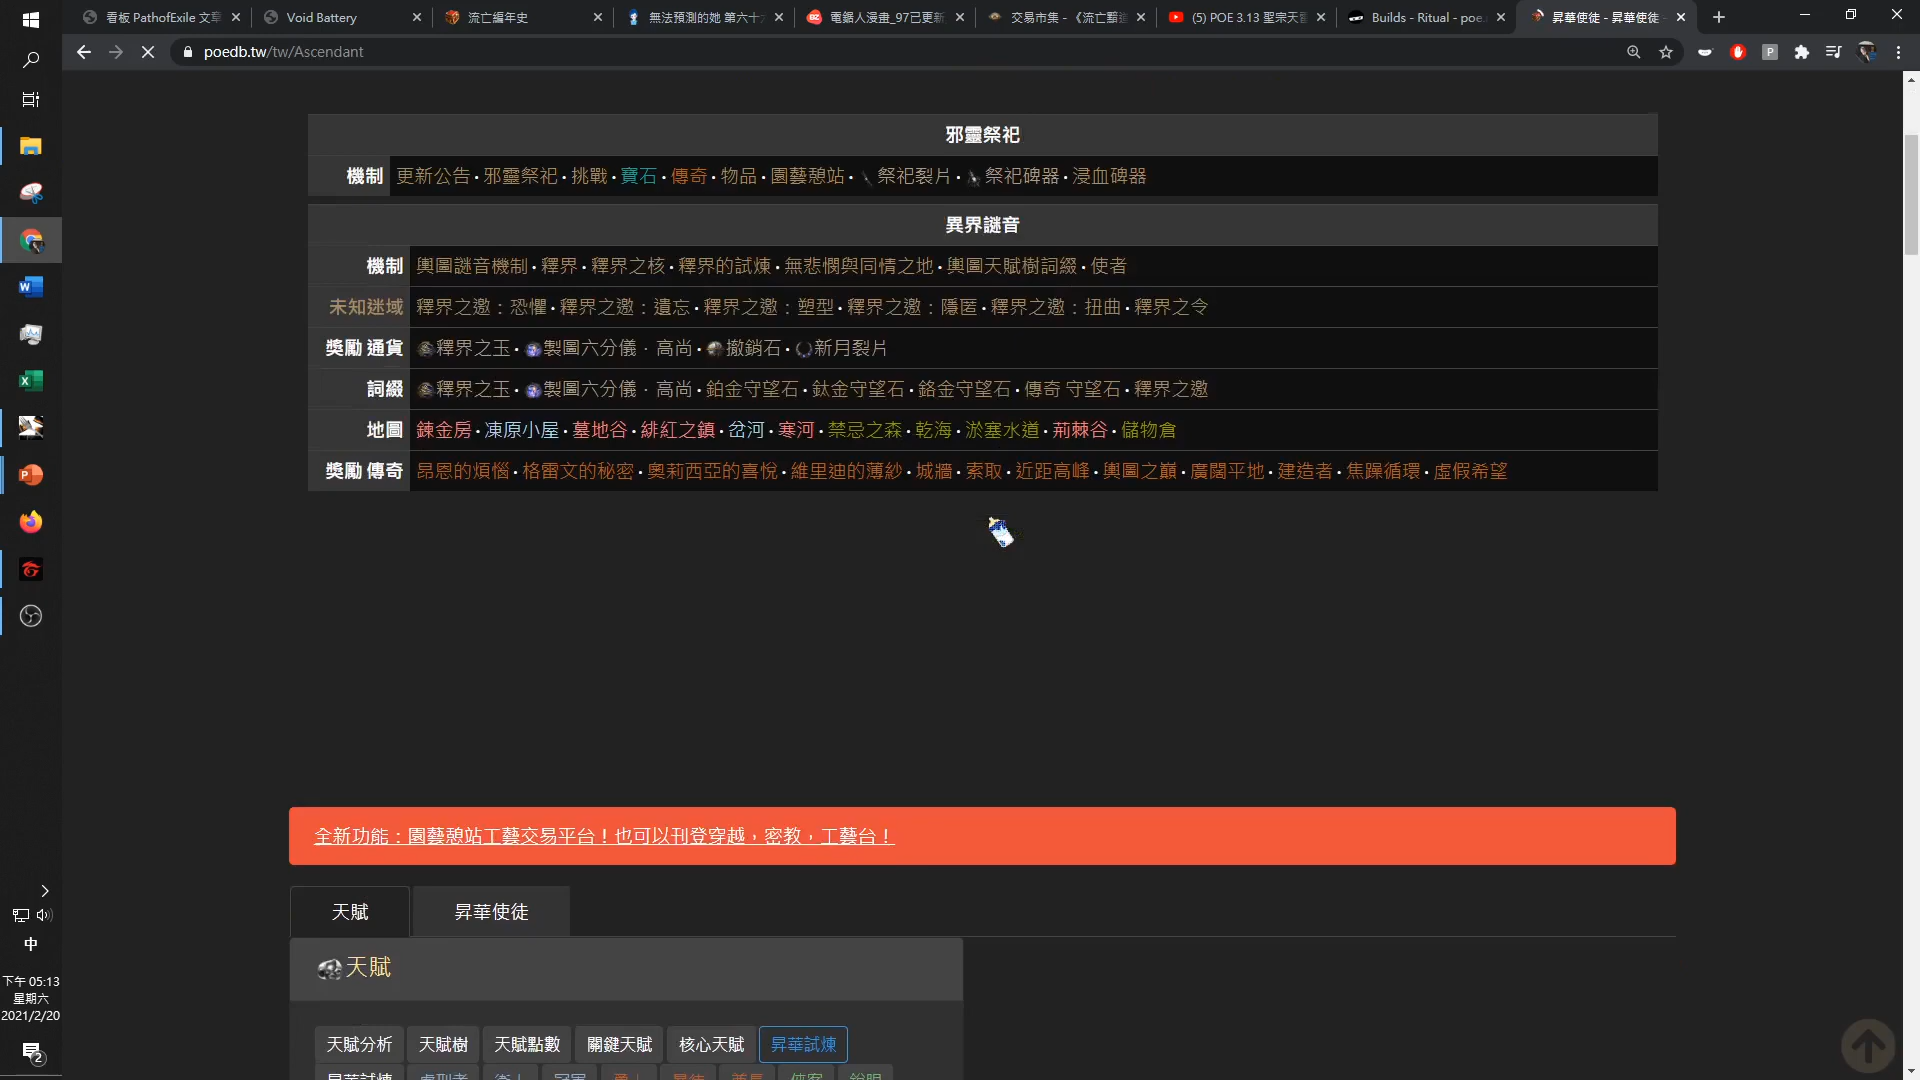 看板 PathofExile 文章
Void Battery
流亡編年史
無法預測的她 第六十
電鋸人漫畫_97已更新
交易市集 - 《流亡黯道
(5) POE 3.13 聖宗天
Builds - Ritual - poe.
昇華使徒 - 昇華使徒 -
poedb.tw/tw/Ascendant
邪靈祭祀
機制 更新公告 · 邪靈祭祀 · 挑戰 · 寶石 · 傳奇 · 物品 · 園藝憩站 · 祭祀裂片 · 祭祀碑器 · 浸血碑器
異界謎音
機制 輿圖謎音機制 · 釋界 · 釋界之核 · 釋界的試煉 · 無悲憫與同情之地 · 輿圖天賦樹詞綴 · 使者
未知迷域 釋界之邀：恐懼 · 釋界之邀：遺忘 · 釋界之邀：塑型 · 釋界之邀：隱匿 · 釋界之邀：扭曲 · 釋界之令
獎勵 通貨 釋界之玉 · 製圖六分儀 · 高尚 · 撤銷石 · 新月裂片
詞綴 釋界之玉 · 製圖六分儀 · 高尚 · 鉑金守望石 · 鈦金守望石 · 鉻金守望石 · 傳奇 守望石 · 釋界之邀
地圖 鍊金房 · 凍原小屋 · 墓地谷 · 緋紅之鎮 · 岔河 · 寒河 · 禁忌之森 · 乾海 · 淤塞水道 · 荊棘谷 · 儲物倉
獎勵 傳奇 昂恩的煩惱 · 格雷文的秘密 · 奧莉西亞的喜悅 · 維里迪的薄紗 · 城牆 · 索取 · 近距高峰 · 輿圖之巔 · 廣闊平地 · 建造者 · 焦躁循環 · 虛假希望
全新功能：園藝憩站工藝交易平台！也可以刊登穿越，密教，工藝台！
天賦 昇華使徒
天賦
天賦分析 天賦樹 天賦點數 關鍵天賦 核心天賦 昇華試煉
中
下午 05:13
星期六
2021/2/20
2